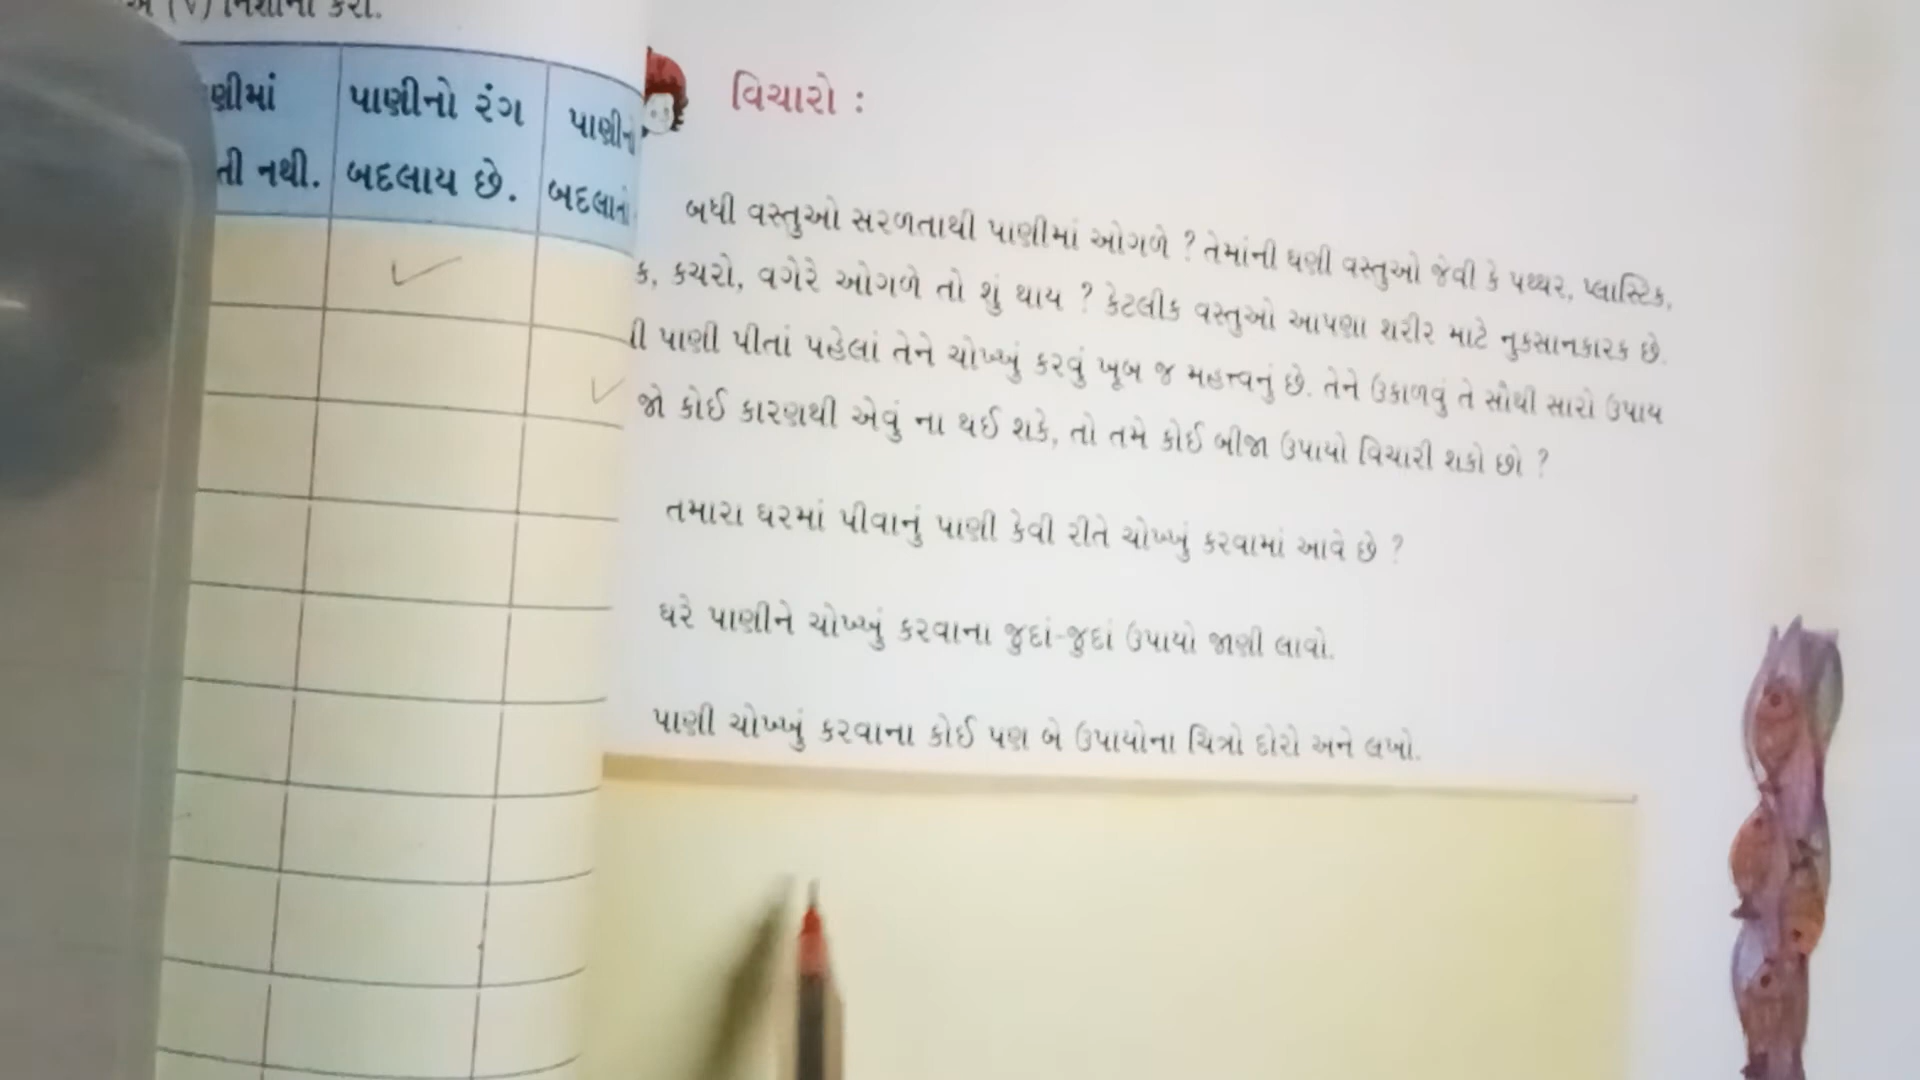 (√) નિશાની કરો.
પાણીનો રંગ
તી નથી. બદલાય છે.
વિચારો :
બધી વસ્તુઓ સરળતાથી પાણીમાં ઓગળે ? તેમાંની ઘણી વસ્તુઓ જેવી કે પથ્થર, પ્લાસ્ટિક,
ક, કચરો, વગેરે ઓગળે તો શું થાય ? કેટલીક વસ્તુઓ આપણા શરીર માટે નુકસાનકારક છે.
પાણી પીતાં પહેલાં તેને ચોખ્ખું કરવું ખૂબ જ મહત્ત્વનું છે. તેને ઉકાળવું તે સૌથી સારો ઉપાય
જો કોઈ કારણથી એવું ના થઈ શકે, તો તમે કોઈ બીજા ઉપાયો વિચારી શકો છો ?
તમારા ઘરમાં પીવાનું પાણી કેવી રીતે ચોખ્ખું કરવામાં આવે છે ?
ઘરે પાણીને ચોખ્ખું કરવાના જુદાં-જુદાં ઉપાયો જાણી લાવો.
પાણી ચોખ્ખું કરવાના કોઈ પણ બે ઉપાયોના ચિત્રો દોરો અને લખો.